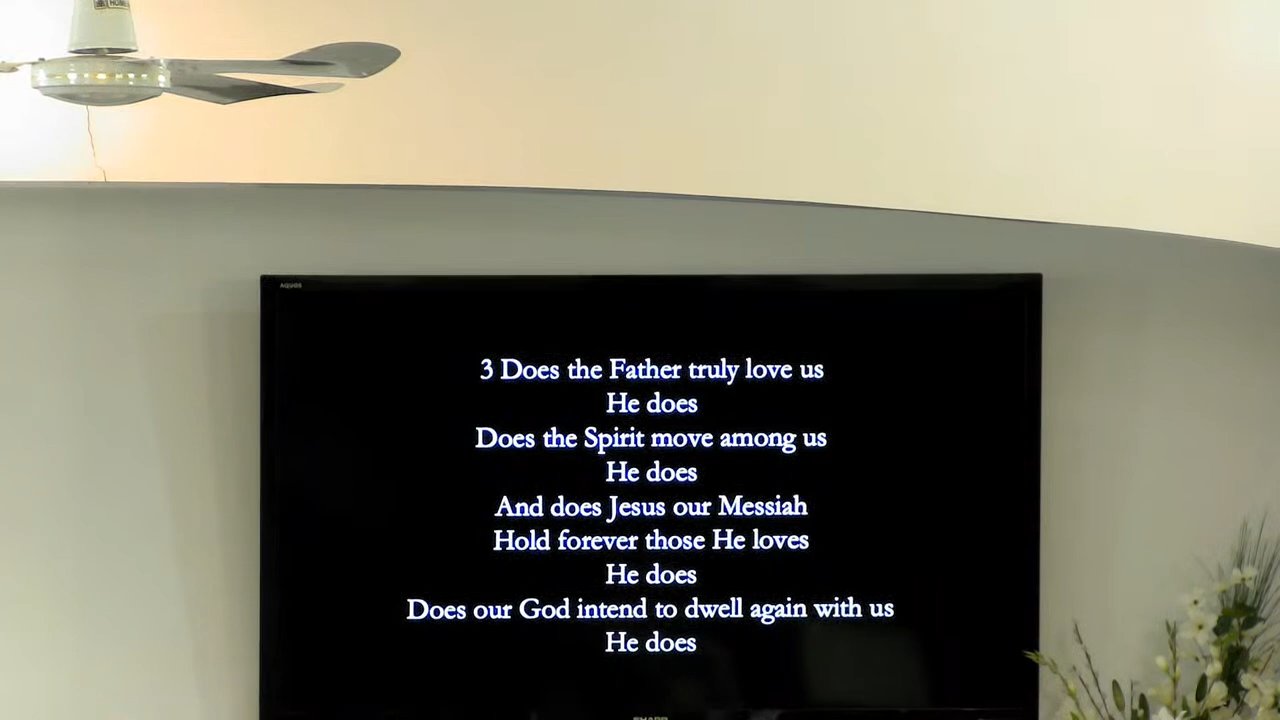 AQUOS
3 Does the Father truly love us
He does
Does the Spirit move among us
He does
And does Jesus our Messiah
Hold forever those He loves
He does
Does our God intend to dwell again with us
He does
SHARP